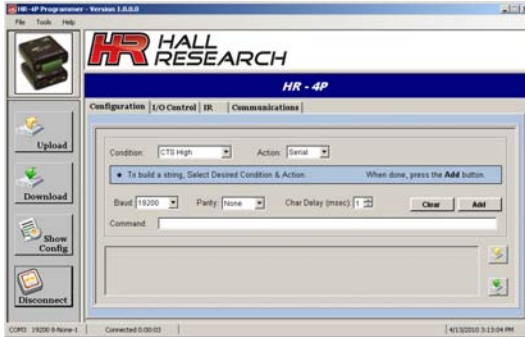 HR-4P Programmer - Version 1.0.0.0
File Tools Help
HR HALL RESEARCH
HR - 4P
Configuration I/O Control IR Communications
Upload
Download
Show Config
Disconnect
Condition: CTS High Action: Serial
To build a string, Select Desired Condition & Action. When done, press the Add button.
Baud: 19200 Parity: None Char Delay (msec): 1 Clear Add
Command:
COM3 19200 8-None-1 Connected 0:00:03 4/13/2010 3:13:04 PM